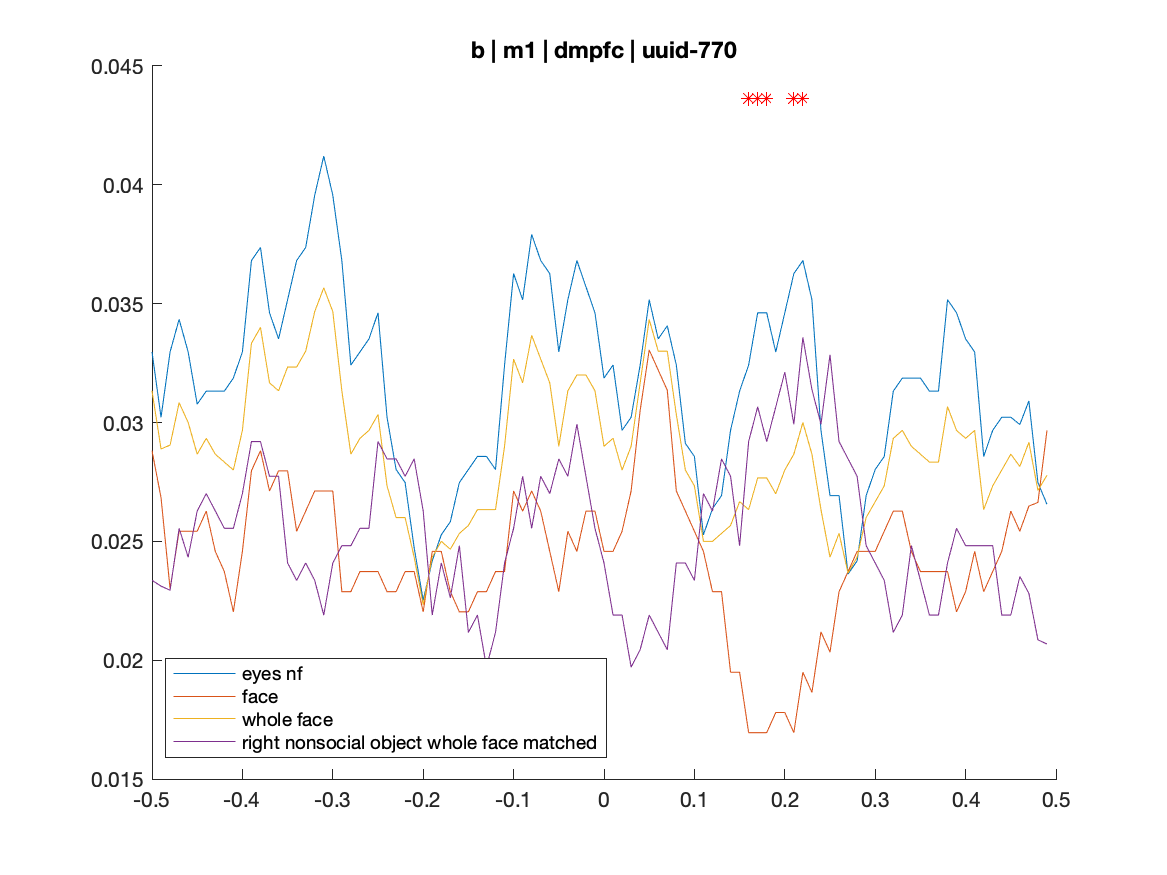 b | m1 | dmpfc | uuid-770
0.045
0.04
0.035
0.03
0.025
0.02
0.015
eyes nf
face
whole face
right nonsocial object whole face matched
-0.5 -0.4 -0.3 -0.2 -0.1 0 0.1 0.2 0.3 0.4 0.5